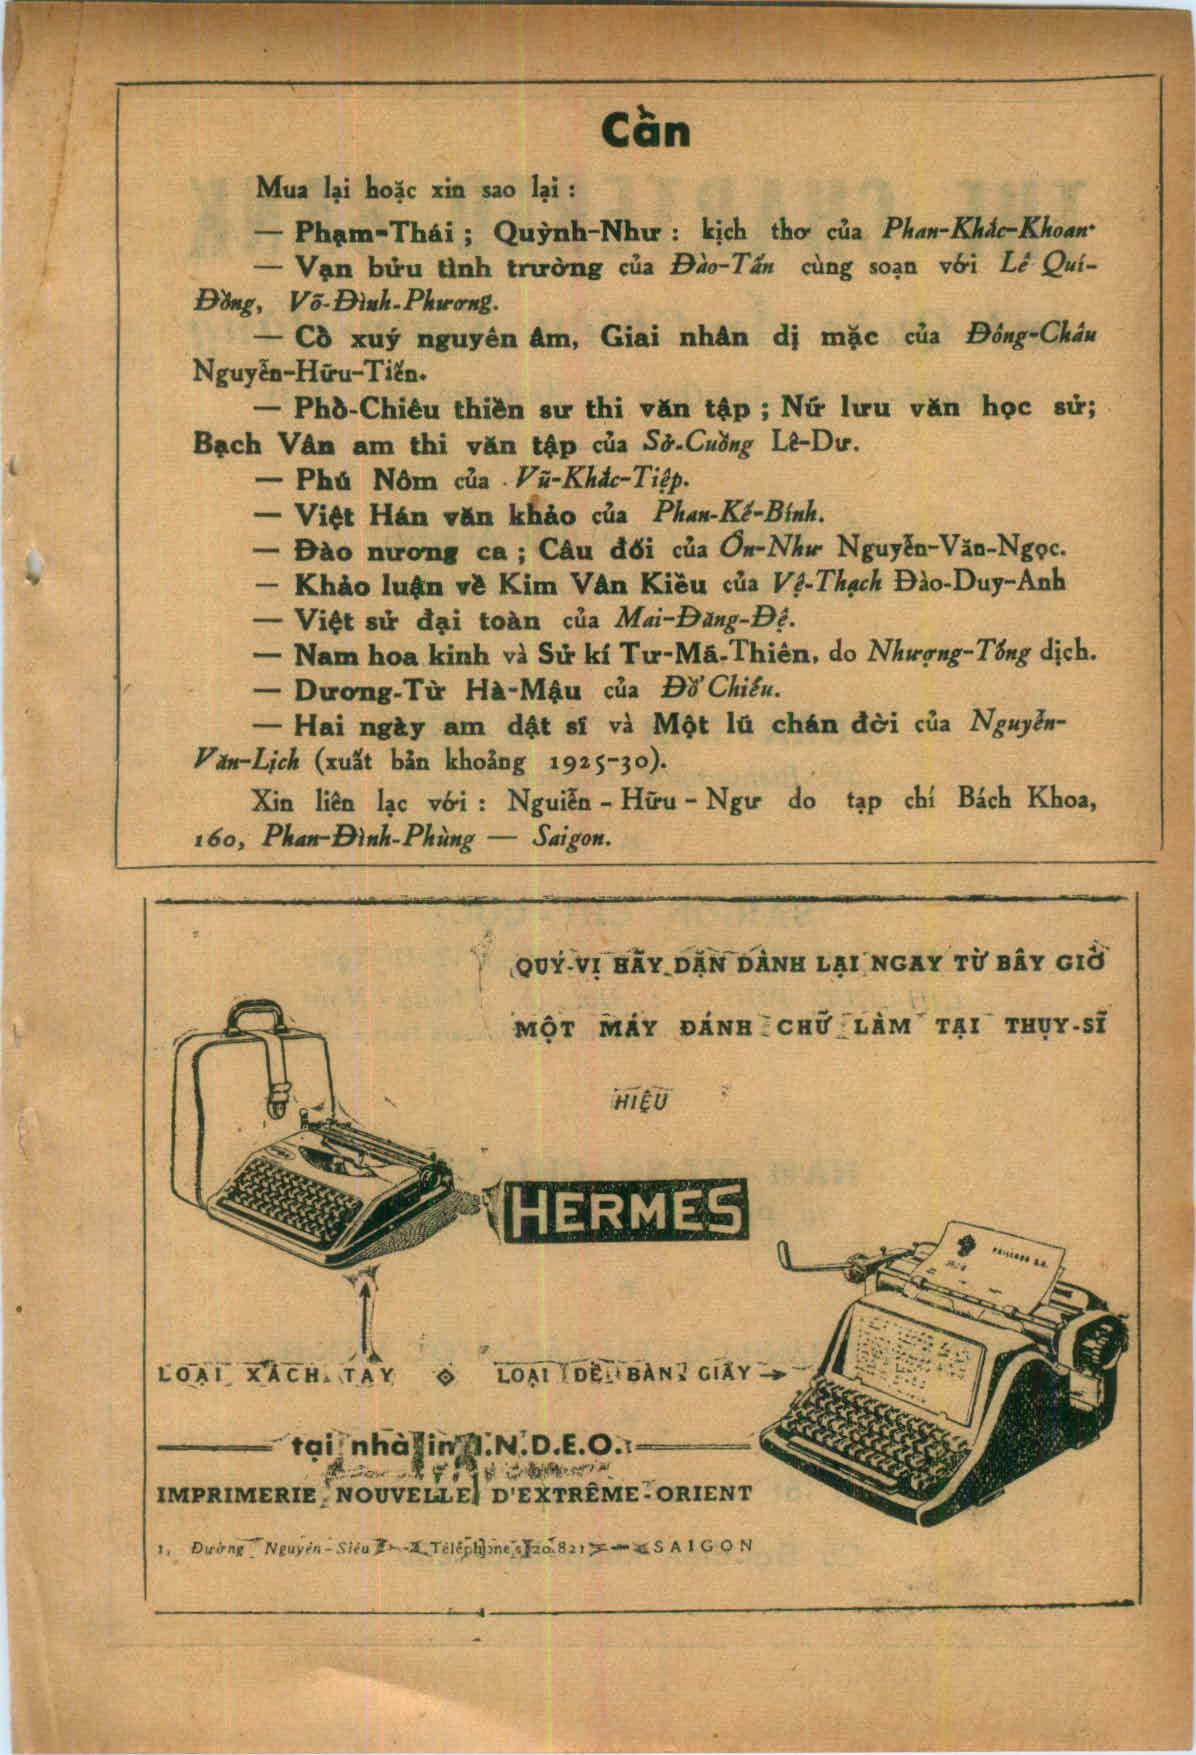 Cần
Mua lại hoặc xin sao lại :
— Phạm-Thái ; Quỳnh-Như : kịch thơ của Phan-Khắc-Khoan·
— Vạn bửu tình trường của Đào-Tấn cùng soạn với Lê Quí-
Đồng, Võ-Đình-Phương.
— Cổ xuý nguyên âm, Giai nhân dị mặc của Đông-Châu
Nguyễn-Hữu-Tiến.
— Phổ-Chiêu thiền sư thi văn tập ; Nữ lưu văn học sử;
Bạch Vân am thi văn tập của Sở-Cuồng Lê-Dư.
— Phú Nôm của Vũ-Khắc-Tiệp.
— Việt Hán văn khảo của Phan-Kế-Bính.
— Đào nương ca ; Câu đối của Ôn-Như Nguyễn-Văn-Ngọc.
— Khảo luận về Kim Vân Kiều của Vệ-Thạch Đào-Duy-Anh
— Việt sử đại toàn của Mai-Đăng-Đệ.
— Nam hoa kinh và Sử kí Tư-Mã-Thiên, do Nhượng-Tống dịch.
— Dương-Từ Hà-Mậu của Đồ Chiểu.
— Hai ngày am dật sĩ và Một lũ chán đời của Nguyễn-
Văn-Lịch (xuất bản khoảng 1925-30).
Xin liên lạc với : Nguiễn - Hữu - Ngư do tạp chí Bách Khoa,
160, Phan-Đình-Phùng — Saigon.
QUÝ-VỊ HÃY DẶN DÀNH LẠI NGAY TỪ BÂY GIỜ
MỘT MÁY ĐÁNH CHỮ LÀM TẠI THỤY-SĨ
HIỆU
HERMES
PAILLARD S.A.
LOẠI XÁCH TAY ◇ LOẠI ĐỂ BÀN GIẤY →
tại nhà in I.N.D.E.O.
IMPRIMERIE NOUVELLE D'EXTRÊME-ORIENT
1, Đường Nguyễn-Siêu — Téléphone : 20.821 — SAIGON